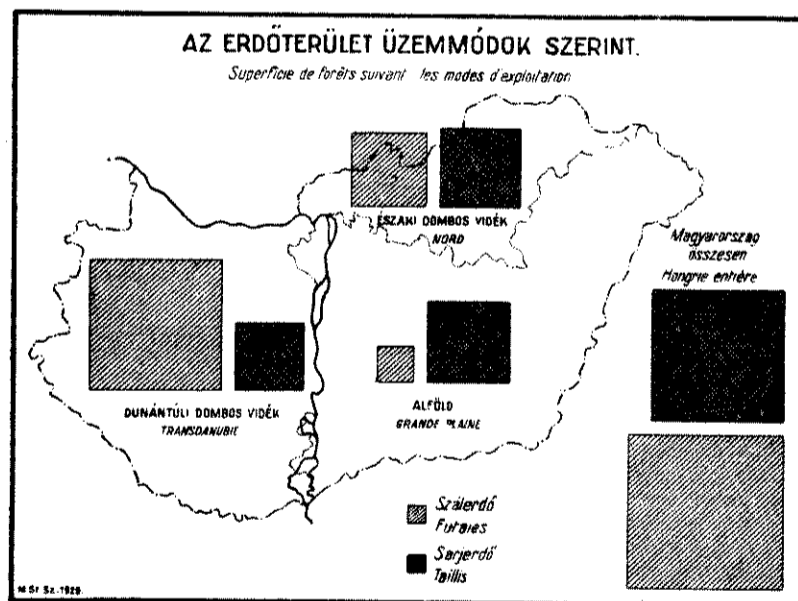 AZ ERDŐTERÜLET ÜZEMMÓDOK SZERINT.
Superficie de forêts suivant les modes d'exploitation
ÉSZAKI DOMBOS VIDÉK
NORD
Magyarország
összesen
Hongrie entière
DUNÁNTÚLI DOMBOS VIDÉK
TRANSDANUBIE
ALFÖLD
GRANDE PLAINE
Szálerdő
Futaies
Sarjerdő
Taillis
M. St. Sz. 1929.